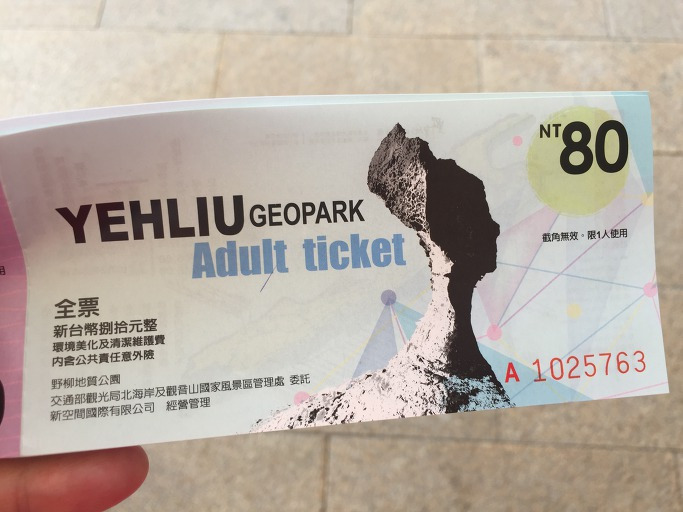 NT80
YEHLIU GEOPARK
Adult ticket
截角無效。限1人使用
全票
新台幣捌拾元整
環境美化及清潔維護費
內含公共責任意外險
野柳地質公園
交通部觀光局北海岸及觀音山國家風景區管理處 委託
新空間國際有限公司 經營管理
A 1025763
用